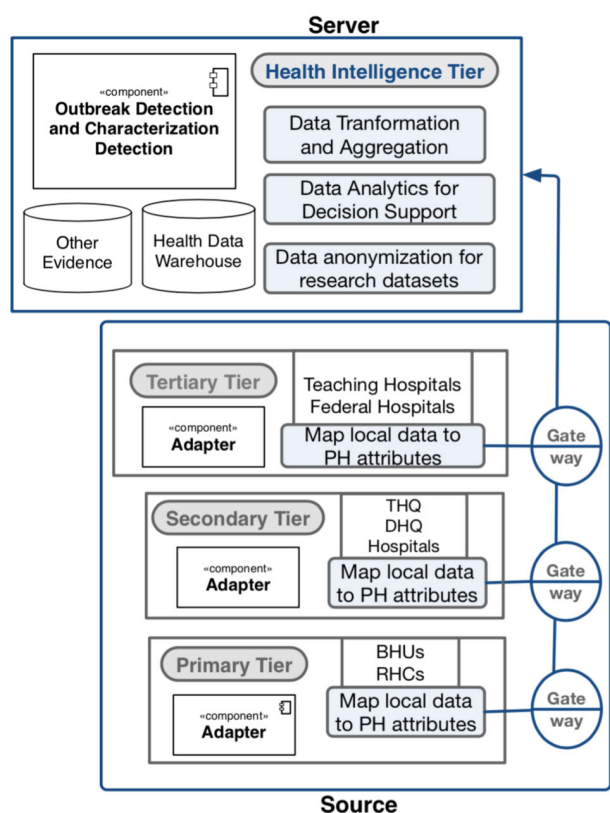 Server
«component»
Outbreak Detection
and Characterization
Detection
Health Intelligence Tier
Data Tranformation
and Aggregation
Data Analytics for
Decision Support
Data anonymization for
research datasets
Other
Evidence
Health Data
Warehouse
Tertiary Tier
«component»
Adapter
Teaching Hospitals
Federal Hospitals
Map local data to
PH attributes
Gate
way
Secondary Tier
«component»
Adapter
THQ
DHQ
Hospitals
Map local data
to PH attributes
Gate
way
Primary Tier
«component»
Adapter
BHUs
RHCs
Map local data
to PH attributes
Gate
way
Source